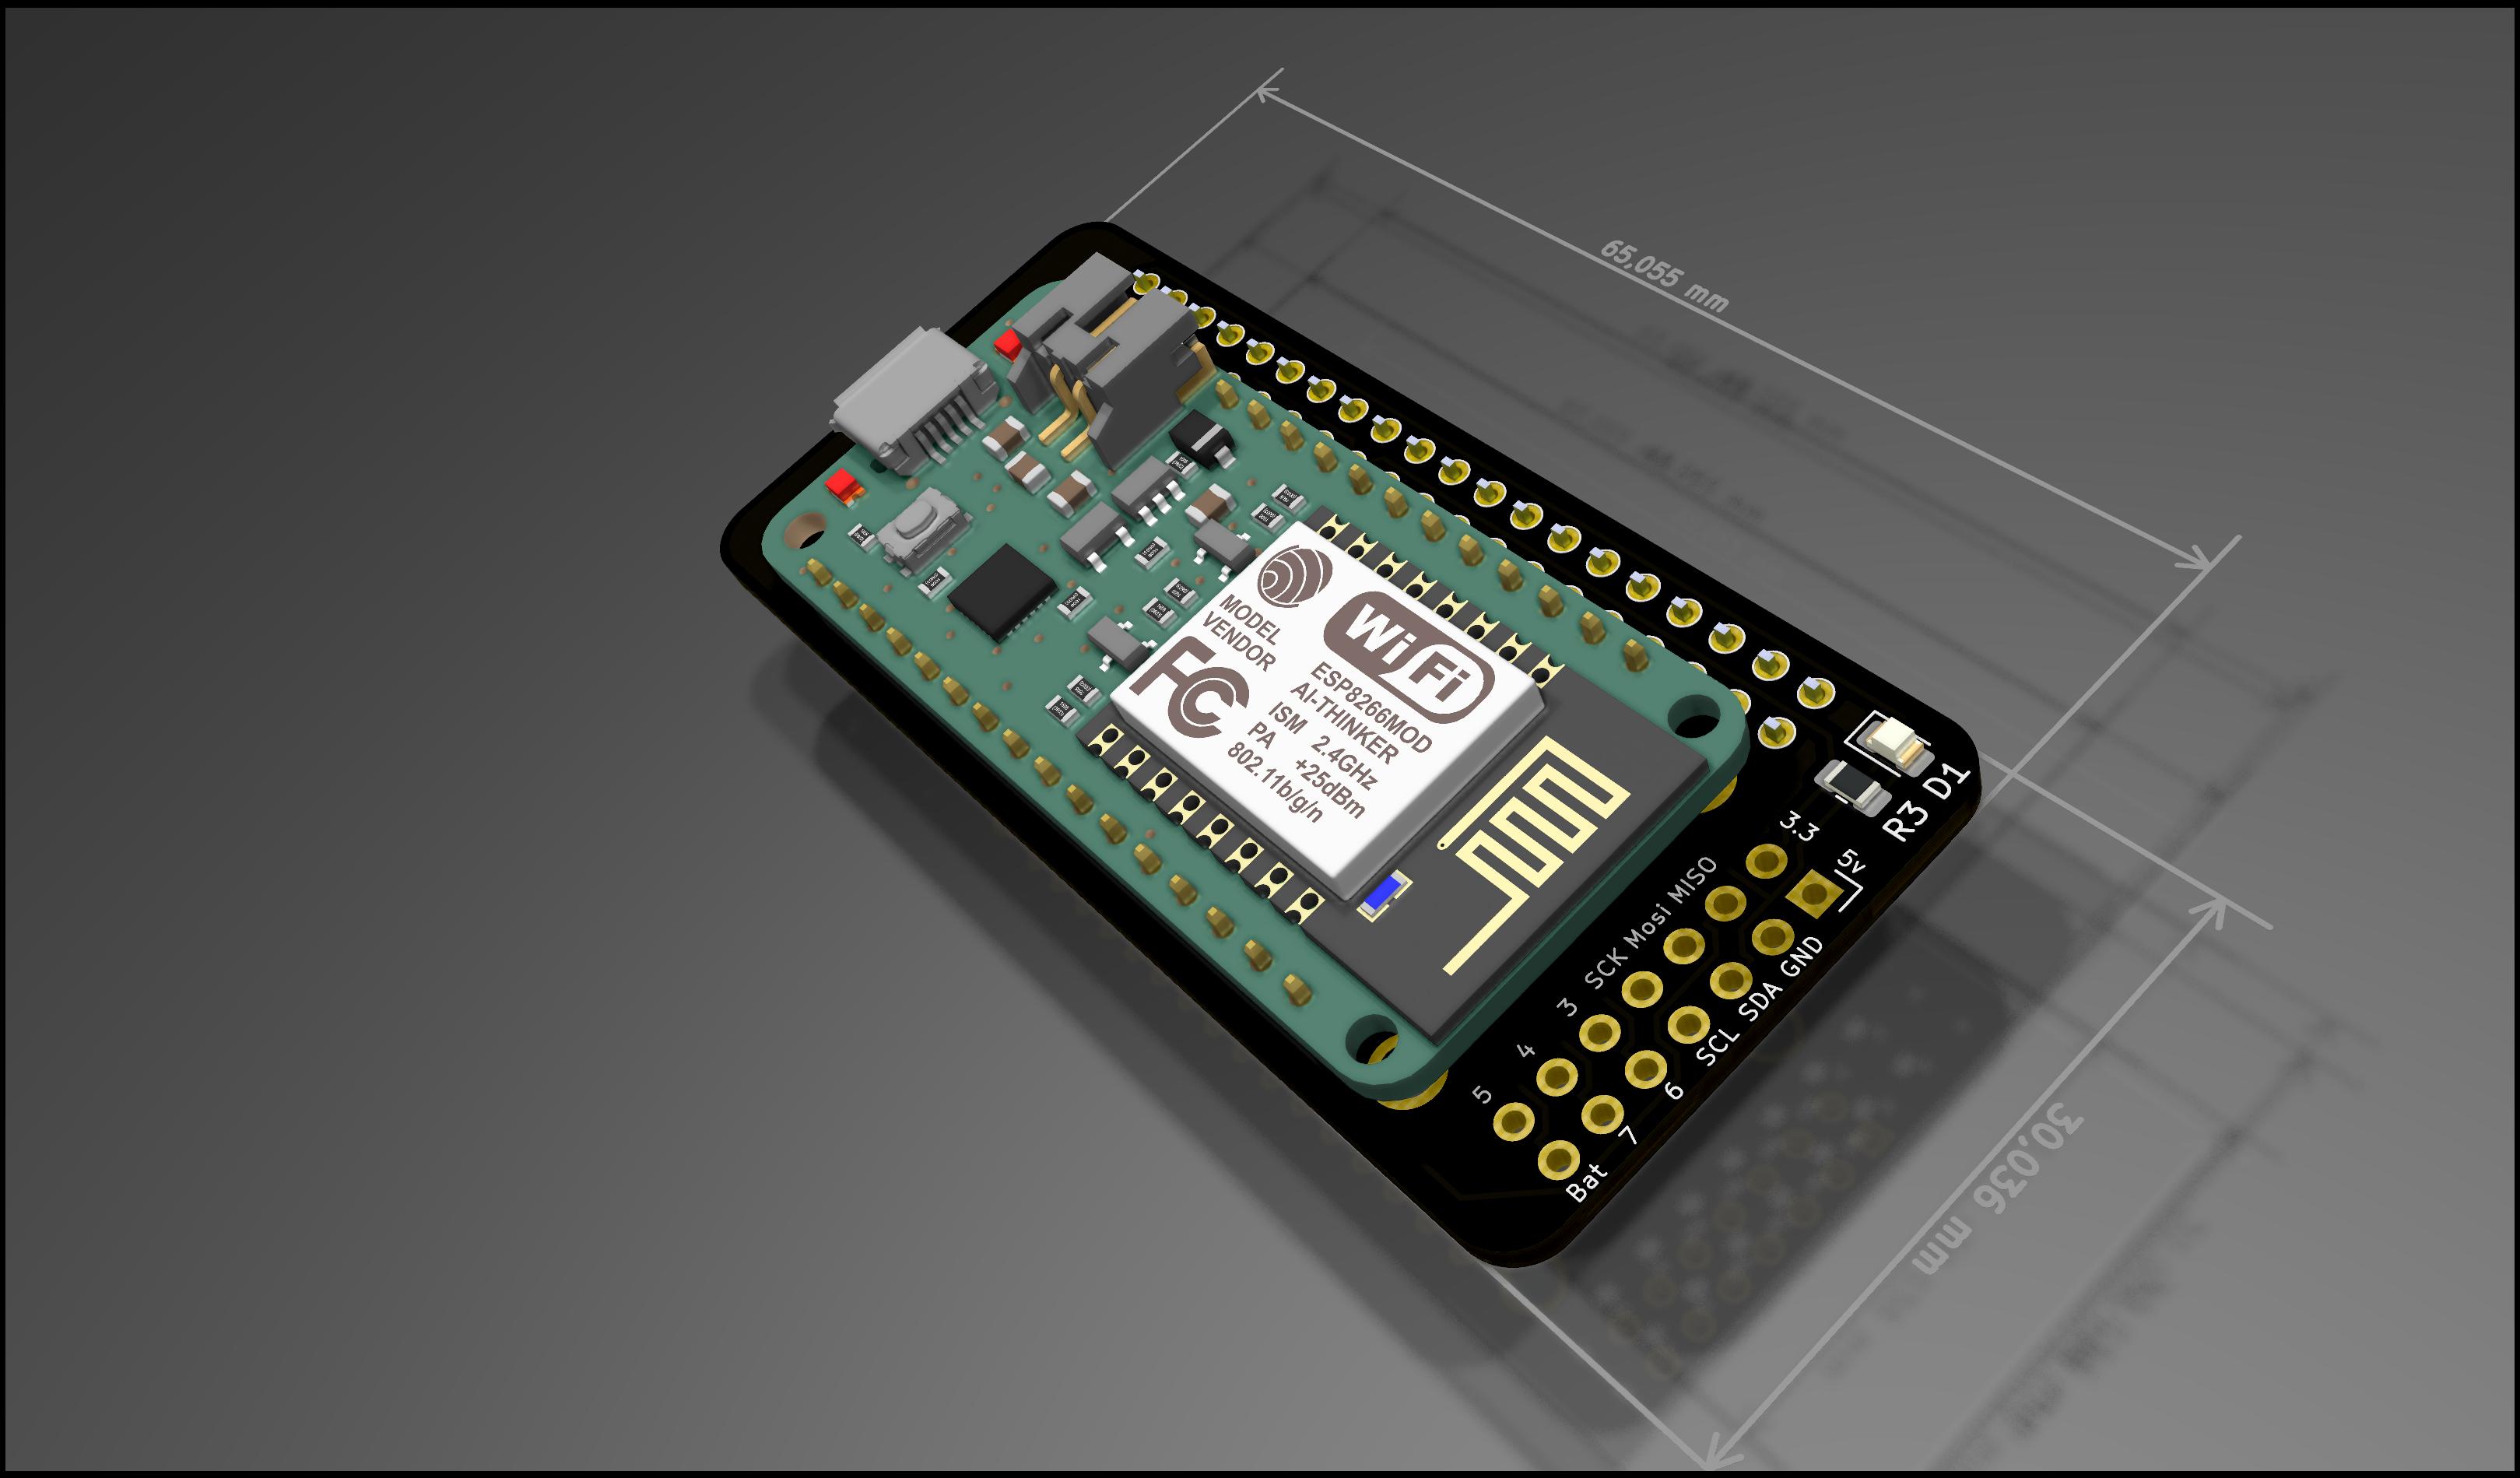 65,055 mm
MODEL
VENDOR
FC
Wi Fi
ESP8266MOD
AI-THINKER
ISM 2.4GHz
PA +25dBm
802.11b/g/n
D1
R3
3.3
5v
SCK Mosi MISO
3
4
5
GND
SDA
SCL
6
7
Bat
30,036 mm